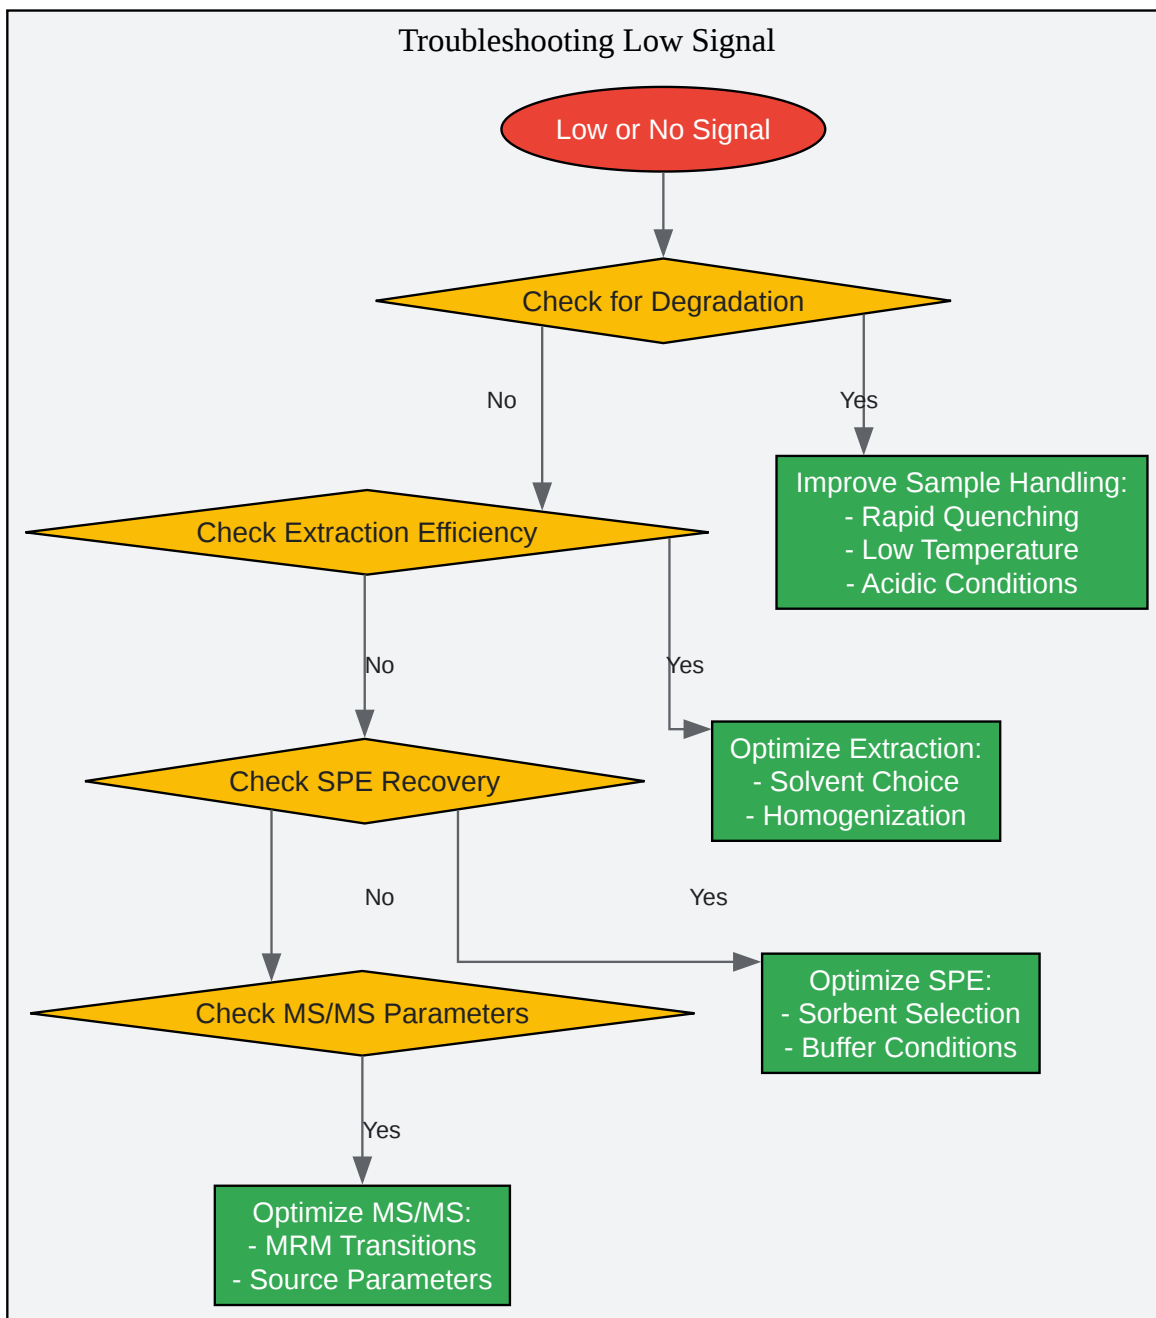 Troubleshooting Low Signal
Low or No Signal
Check for Degradation
No
Yes
Improve Sample Handling:
- Rapid Quenching
- Low Temperature
- Acidic Conditions
Check Extraction Efficiency
No
Yes
Optimize Extraction:
- Solvent Choice
- Homogenization
Check SPE Recovery
No
Yes
Optimize SPE:
- Sorbent Selection
- Buffer Conditions
Check MS/MS Parameters
Yes
Optimize MS/MS:
- MRM Transitions
- Source Parameters